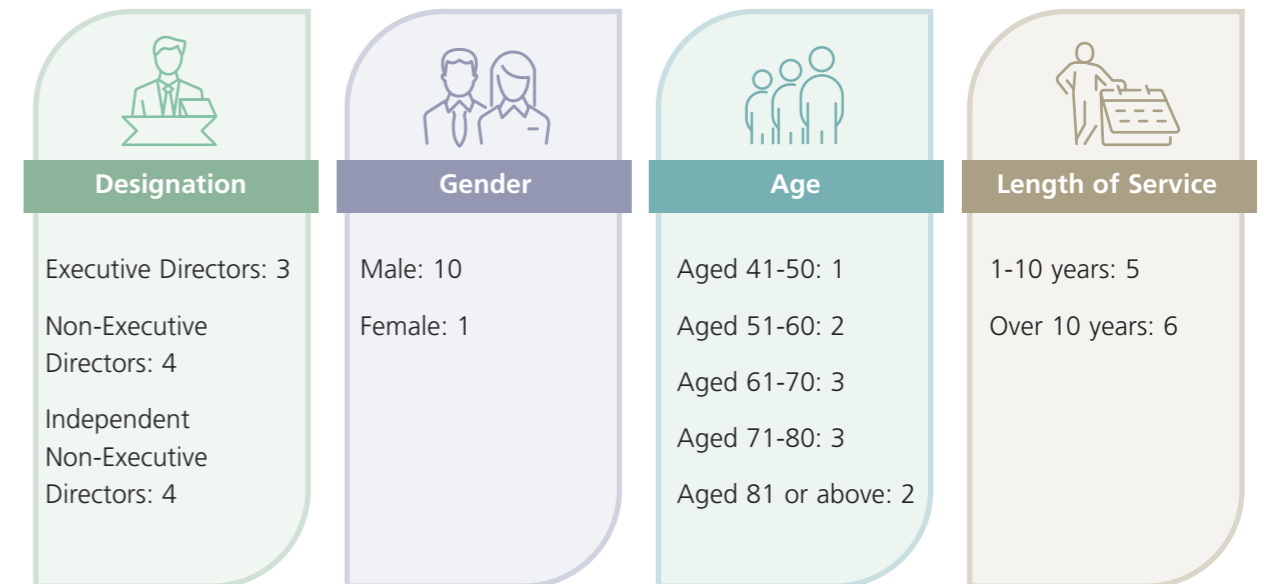 Designation
Executive Directors: 3
Non-Executive
Directors: 4
Independent
Non-Executive
Directors: 4
Gender
Male: 10
Female: 1
Age
Aged 41-50: 1
Aged 51-60: 2
Aged 61-70: 3
Aged 71-80: 3
Aged 81 or above: 2
Length of Service
1-10 years: 5
Over 10 years: 6